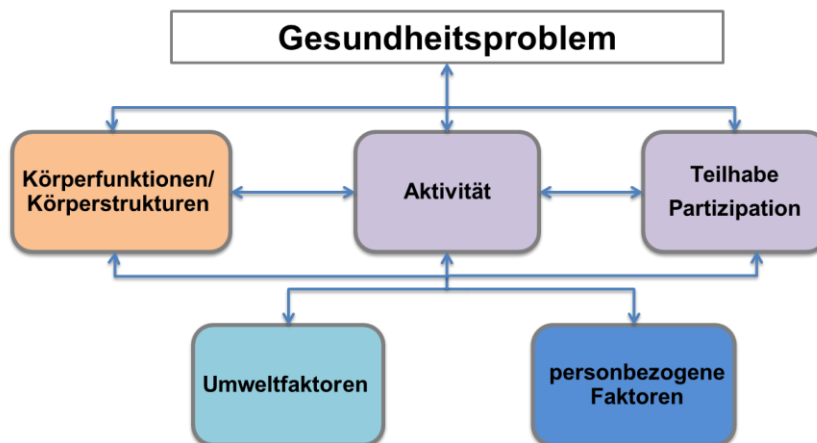 Gesundheitsproblem
Körperfunktionen/
Körperstrukturen
Aktivität
Teilhabe
Partizipation
Umweltfaktoren
personbezogene
Faktoren